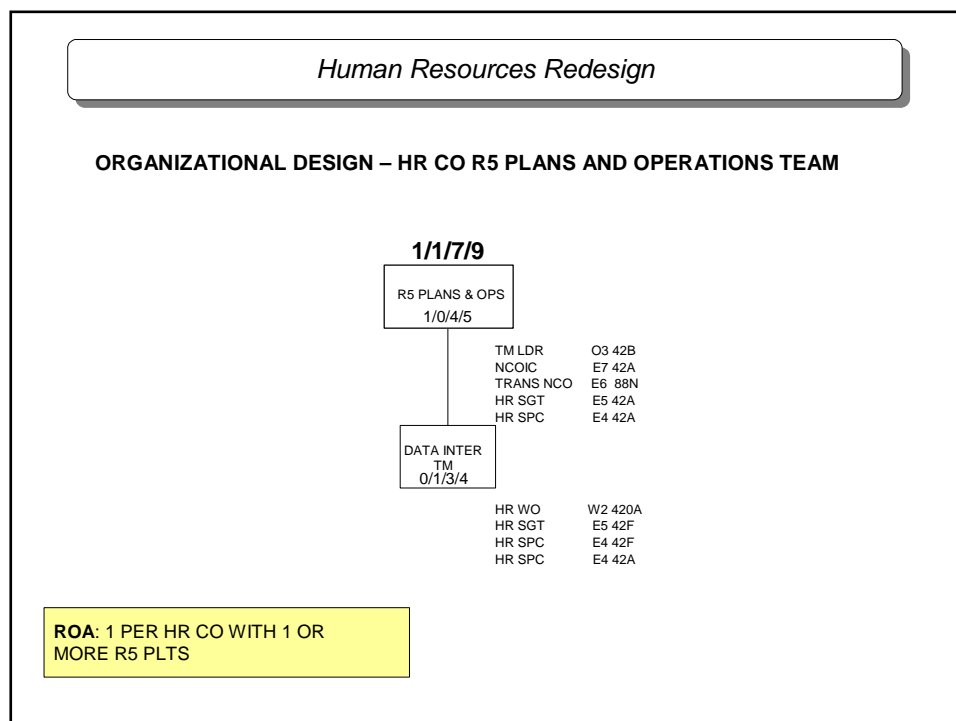 Human Resources Redesign
ORGANIZATIONAL DESIGN – HR CO R5 PLANS AND OPERATIONS TEAM
1/1/7/9
R5 PLANS & OPS
1/0/4/5
TM LDR O3 42B
NCOIC E7 42A
TRANS NCO E6 88N
HR SGT E5 42A
HR SPC E4 42A
DATA INTER
TM
0/1/3/4
HR WO W2 420A
HR SGT E5 42F
HR SPC E4 42F
HR SPC E4 42A
ROA: 1 PER HR CO WITH 1 OR
MORE R5 PLTS